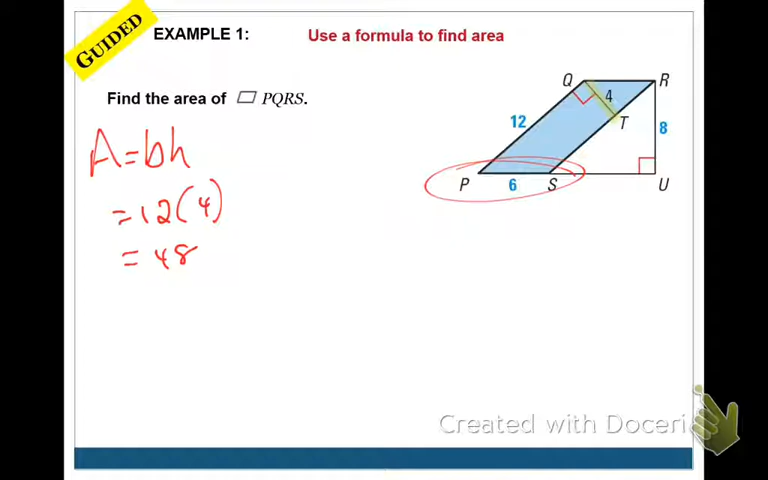 GUIDED
EXAMPLE 1:
Use a formula to find area
Find the area of ▱ PQRS.
A=bh
=12(4)
=48
Q
R
4
12
T
8
P
6
S
U
Created with Doceri